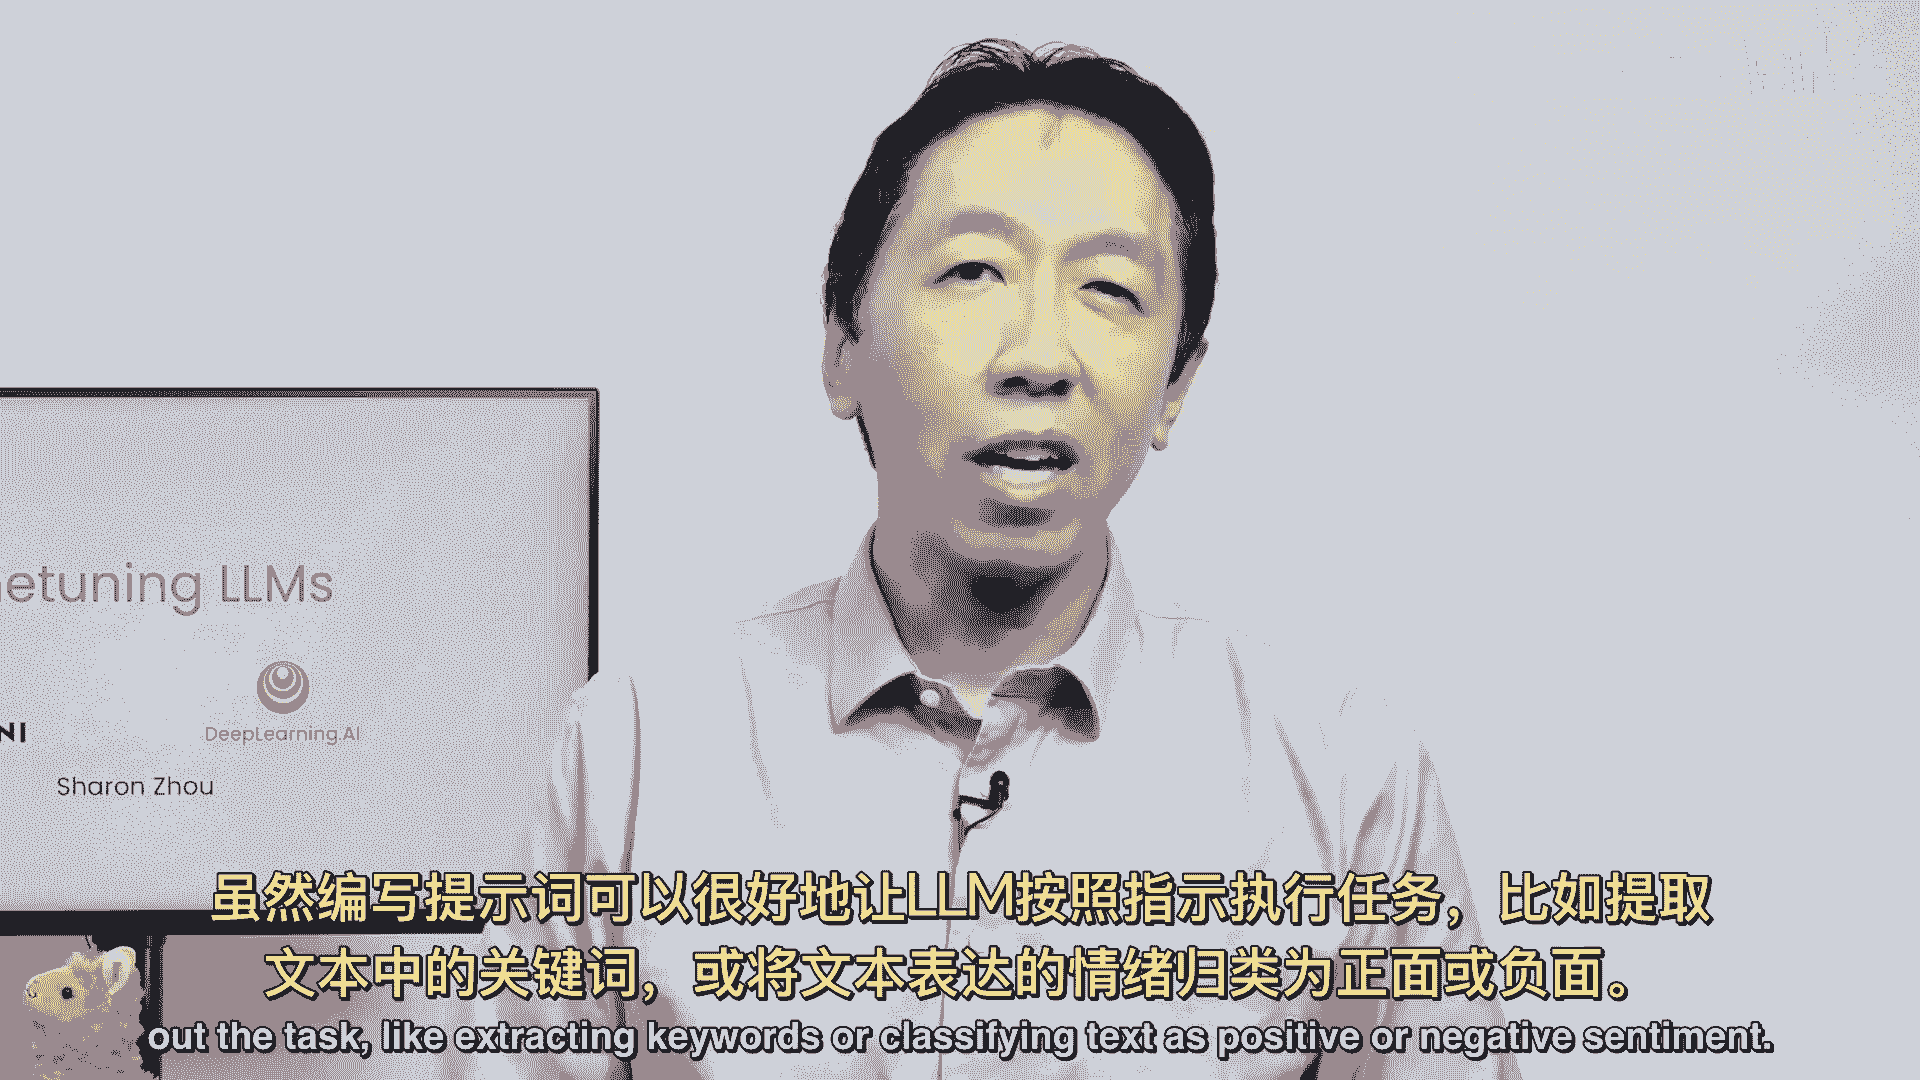 netuning LLMs
NI
DeepLearning.AI
Sharon Zhou
虽然编写提示词可以很好地让LLM按照指示执行任务，比如提取
文本中的关键词，或将文本表达的情绪归类为正面或负面。
out the task, like extracting keywords or classifying text as positive or negative sentiment.